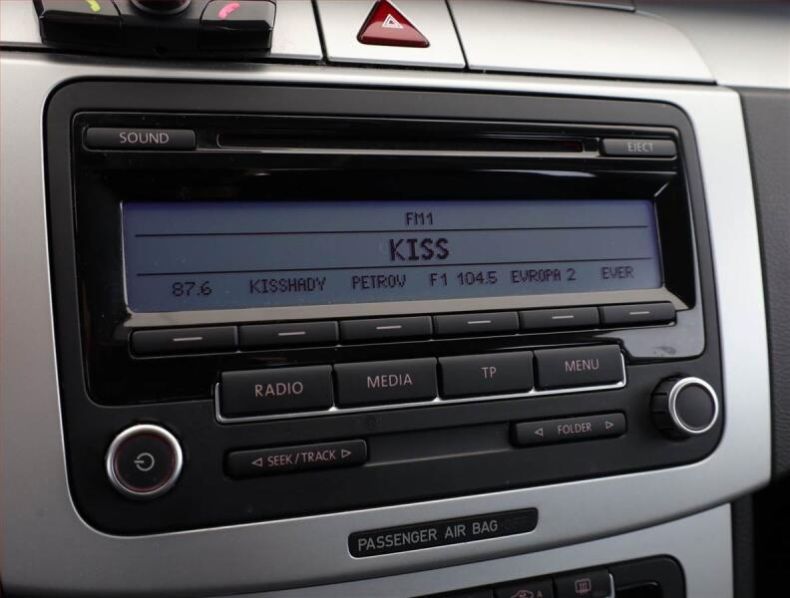 SOUND
EJECT
FM1
KISS
87.6 KISSHADY PETROV F1 104.5 EVROPA 2 EVER
RADIO MEDIA TP MENU
SEEK/TRACK
FOLDER
PASSENGER AIR BAG